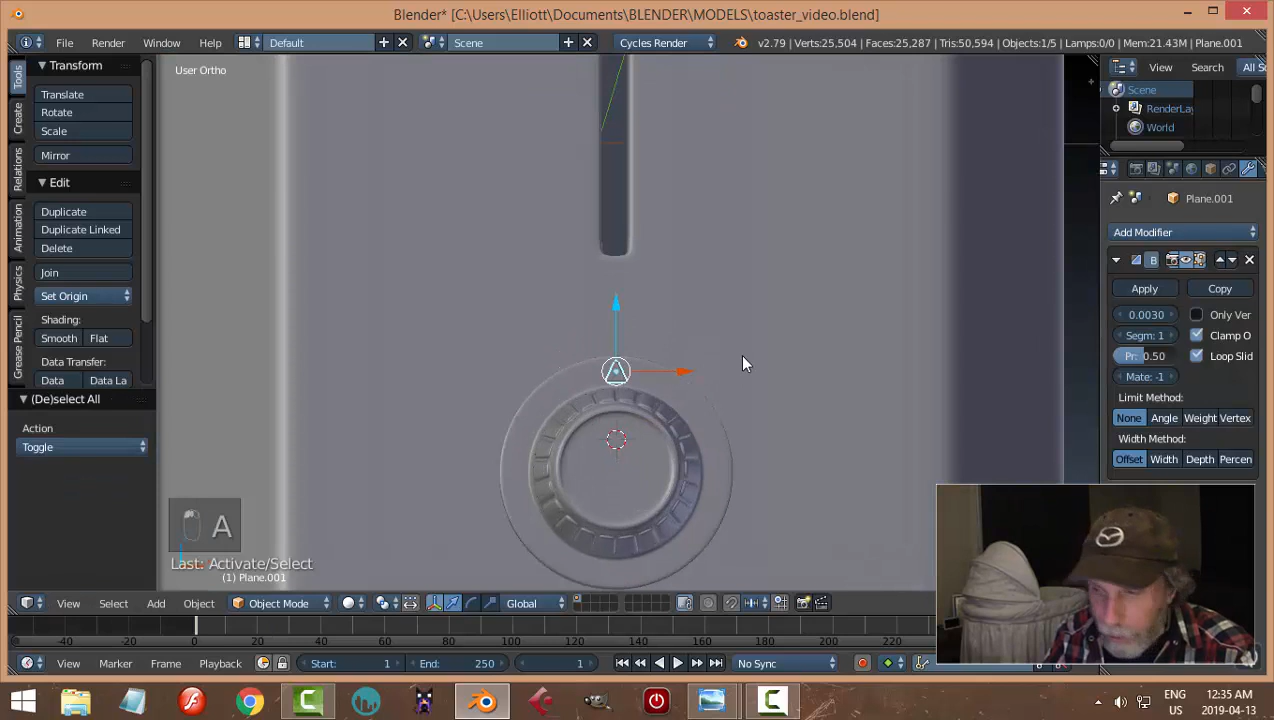 Blender* [C:\Users\Elliott\Documents\BLENDER\MODELS\toaster_video.blend]
File Render Window Help Default Scene Cycles Render v2.79 | Verts:25,504 | Faces:25,287 | Tris:50,594 | Objects:1/5 | Lamps:0/0 | Mem:21.43M | Plane.001
View Search All S
Transform
User Ortho
Scene
RenderLay
World
Tools
Create
Relations
Animation
Physics
Grease Pencil
Translate
Rotate
Scale
Mirror
Edit
Duplicate
Duplicate Linked
Delete
Join
Set Origin
Shading:
Smooth Flat
Data Transfer:
Data Data La
(De)select All
Action
Toggle
Plane.001
Add Modifier
B
Apply Copy
0.0030 Only Ver
Segm: 1 Clamp O
Pr: 0.50 Loop Slid
Mate: -1
Limit Method:
None Angle Weight Vertex
Width Method:
Offset Width Depth Percen
A
Last: Activate/Select
(1) Plane.001
View Select Add Object Object Mode Global
-40 -20 0 20 40 60 80 100 120 140 160 180 200 220
View Marker Frame Playback Start: 1 End: 250 1 No Sync
ENG 12:35 AM
US 2019-04-13